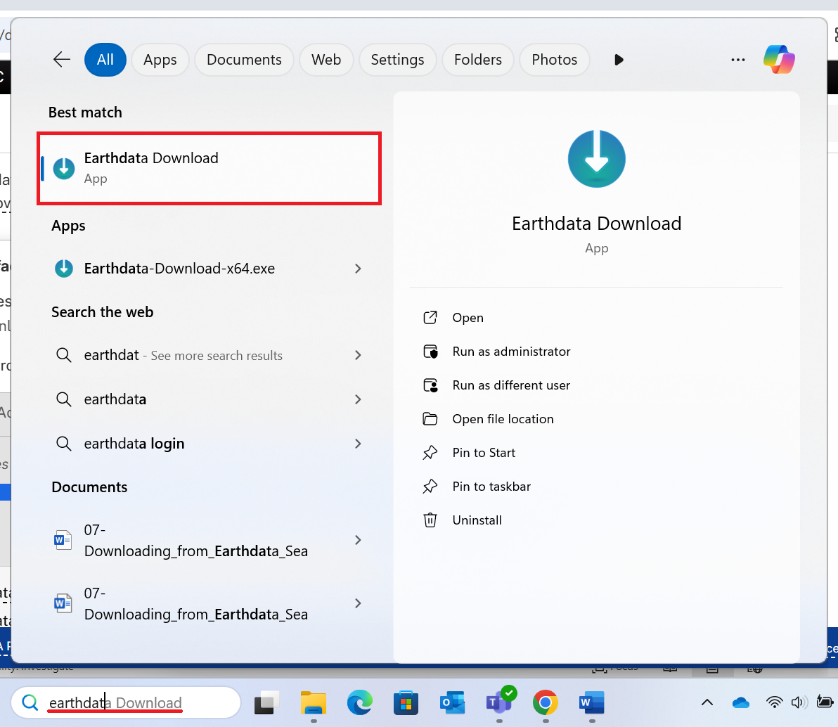 All Apps Documents Web Settings Folders Photos
Best match
Earthdata Download
App
Apps
Earthdata-Download-x64.exe
Search the web
earthdat - See more search results
earthdata
earthdata login
Documents
07-
Downloading_from_Earthdata_Sea
07-
Downloading_from_Earthdata_Sea
Earthdata Download
App
Open
Run as administrator
Run as different user
Open file location
Pin to Start
Pin to taskbar
Uninstall
earthdata Download